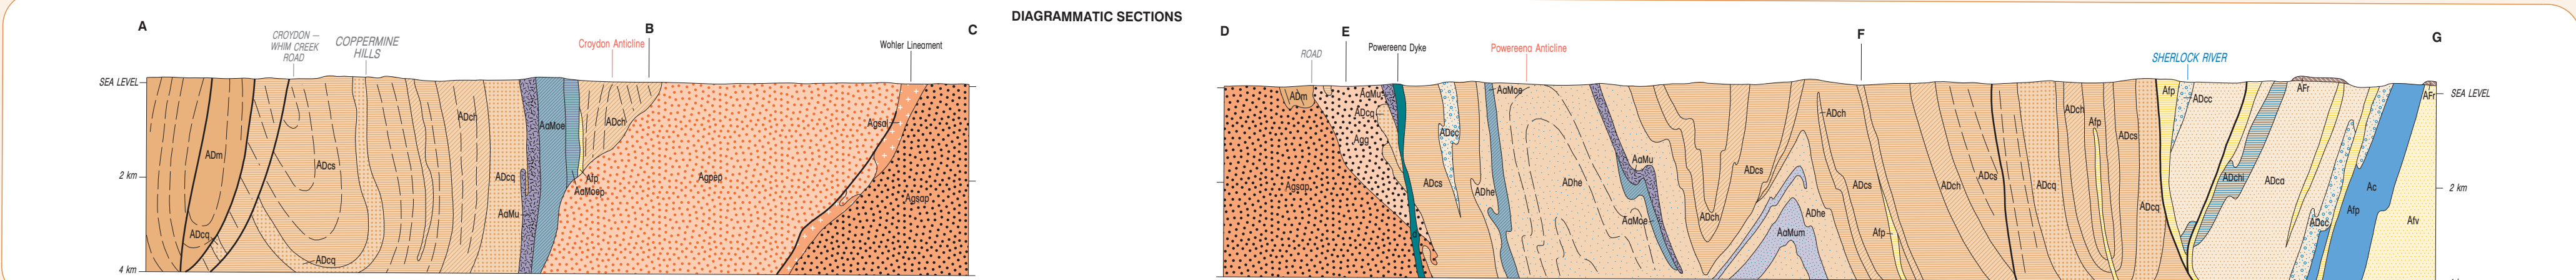 DIAGRAMMATIC SECTIONS
A
CROYDON —
WHIM CREEK
ROAD
COPPERMINE
HILLS
Croydon Anticline
B
Wohler Lineament
C
SEA LEVEL
2 km
4 km
ADm
ADcq
ADcs
ADcq
ADch
ADcq
AaMu
AaMoe
ADch
Afp
AaMoep
Agpep
Agsal
Agsap
D
ROAD
E
Powereena Dyke
Powereena Anticline
F
SHERLOCK RIVER
G
SEA LEVEL
2 km
ADm
Agsap
AaMu
ADcq
Agg
ADcs
ADcc
AaMoe
ADhe
ADhe
AaMu
AaMoe
ADch
ADcs
AaMum
ADhe
ADch
ADcs
Afp
ADch
ADcs
ADcq
ADch
Afp
ADcs
ADcq
Afp
ADcc
ADchi
ADca
AFr
ADcc
Afp
Ac
AFr
Afv